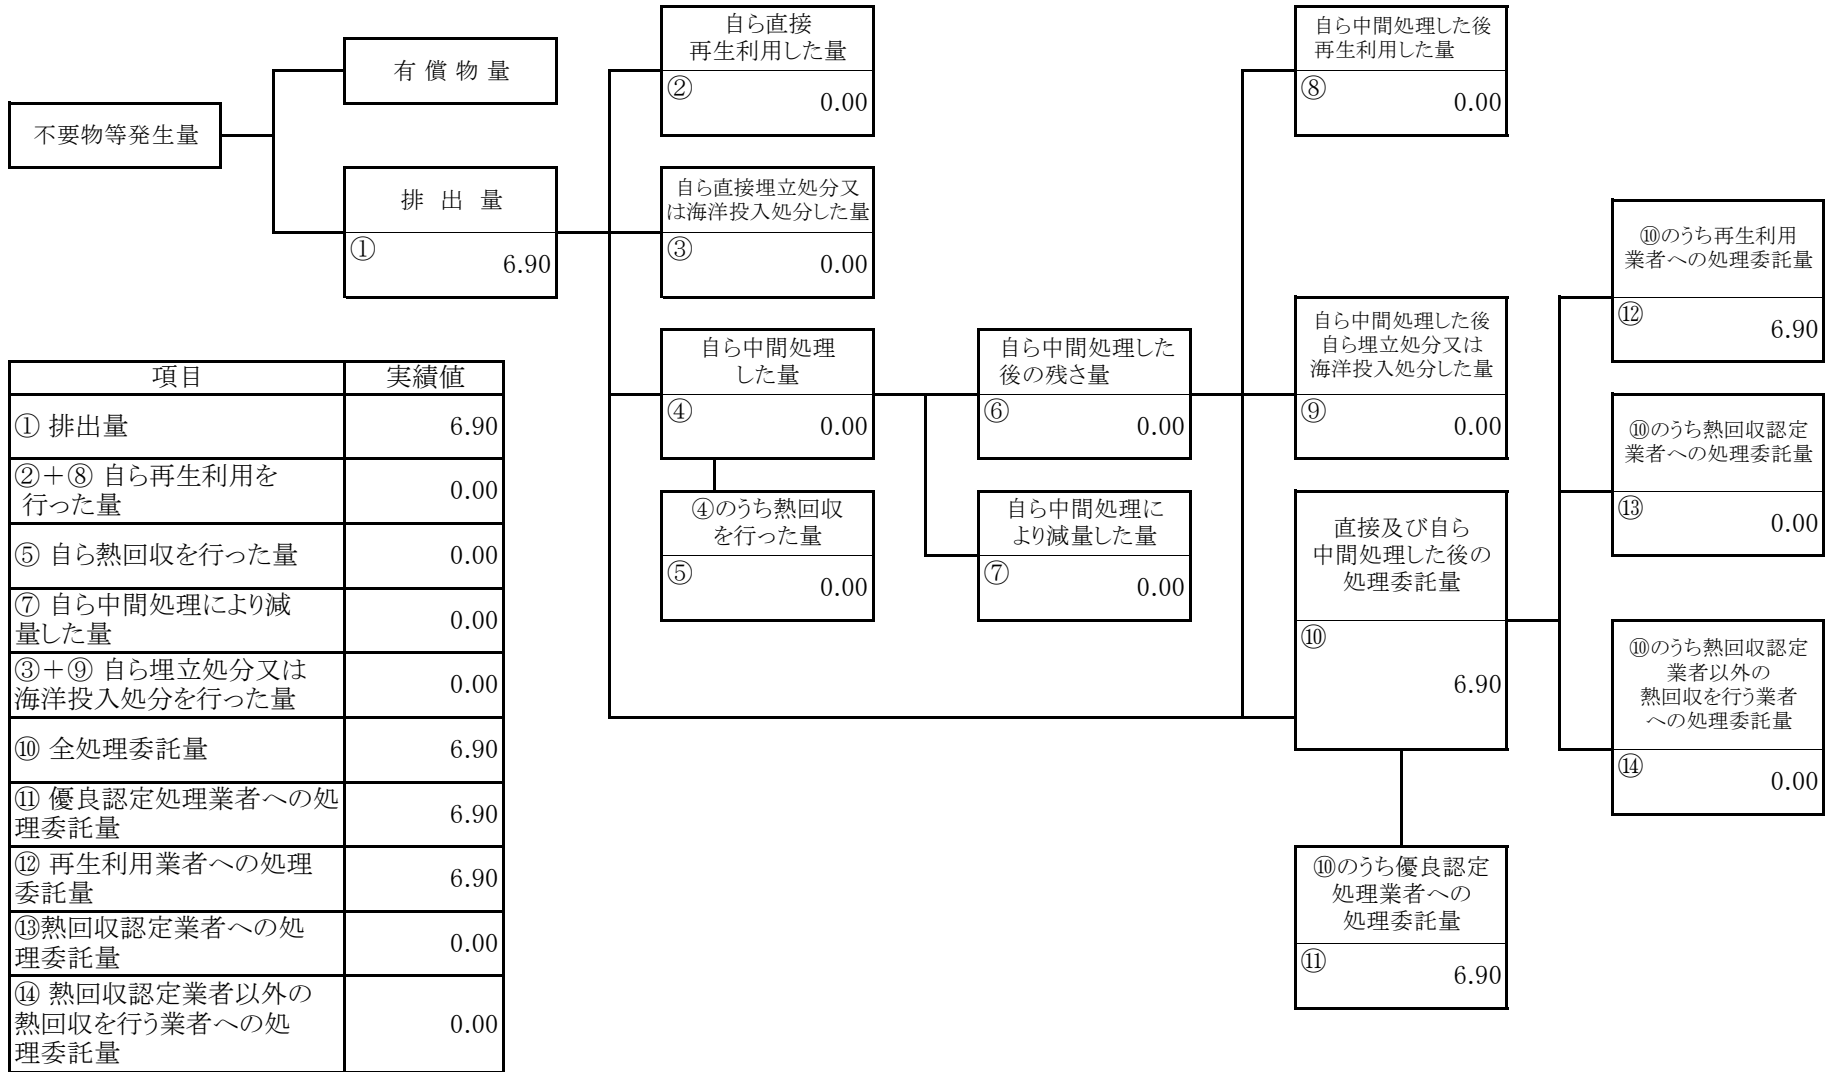 自ら直接
再生利用した量
②
0.00
自ら中間処理した後
再生利用した量
⑧
0.00
有 償 物 量
不要物等発生量
排 出 量
①
6.90
自ら直接埋立処分又
は海洋投入処分した量
③
0.00
⑩のうち再生利用
業者への処理委託量
⑫
6.90
自ら中間処理
した量
④
0.00
自ら中間処理した
後の残さ量
⑥
0.00
自ら中間処理した後
自ら埋立処分又は
海洋投入処分した量
⑨
0.00
⑩のうち熱回収認定
業者への処理委託量
⑬
0.00
④のうち熱回収
を行った量
⑤
0.00
自ら中間処理に
より減量した量
⑦
0.00
直接及び自ら
中間処理した後の
処理委託量
⑩
6.90
⑩のうち熱回収認定
業者以外の
熱回収を行う業者
への処理委託量
⑭
0.00
⑩のうち優良認定
処理業者への
処理委託量
⑪
6.90
項目 実績値
① 排出量 6.90
②＋⑧ 自ら再生利用を
行った量 0.00
⑤ 自ら熱回収を行った量 0.00
⑦ 自ら中間処理により減
量した量 0.00
③＋⑨ 自ら埋立処分又は
海洋投入処分を行った量 0.00
⑩ 全処理委託量 6.90
⑪ 優良認定処理業者への処
理委託量 6.90
⑫ 再生利用業者への処理
委託量 6.90
⑬熱回収認定業者への処
理委託量 0.00
⑭ 熱回収認定業者以外の
熱回収を行う業者への処
理委託量 0.00